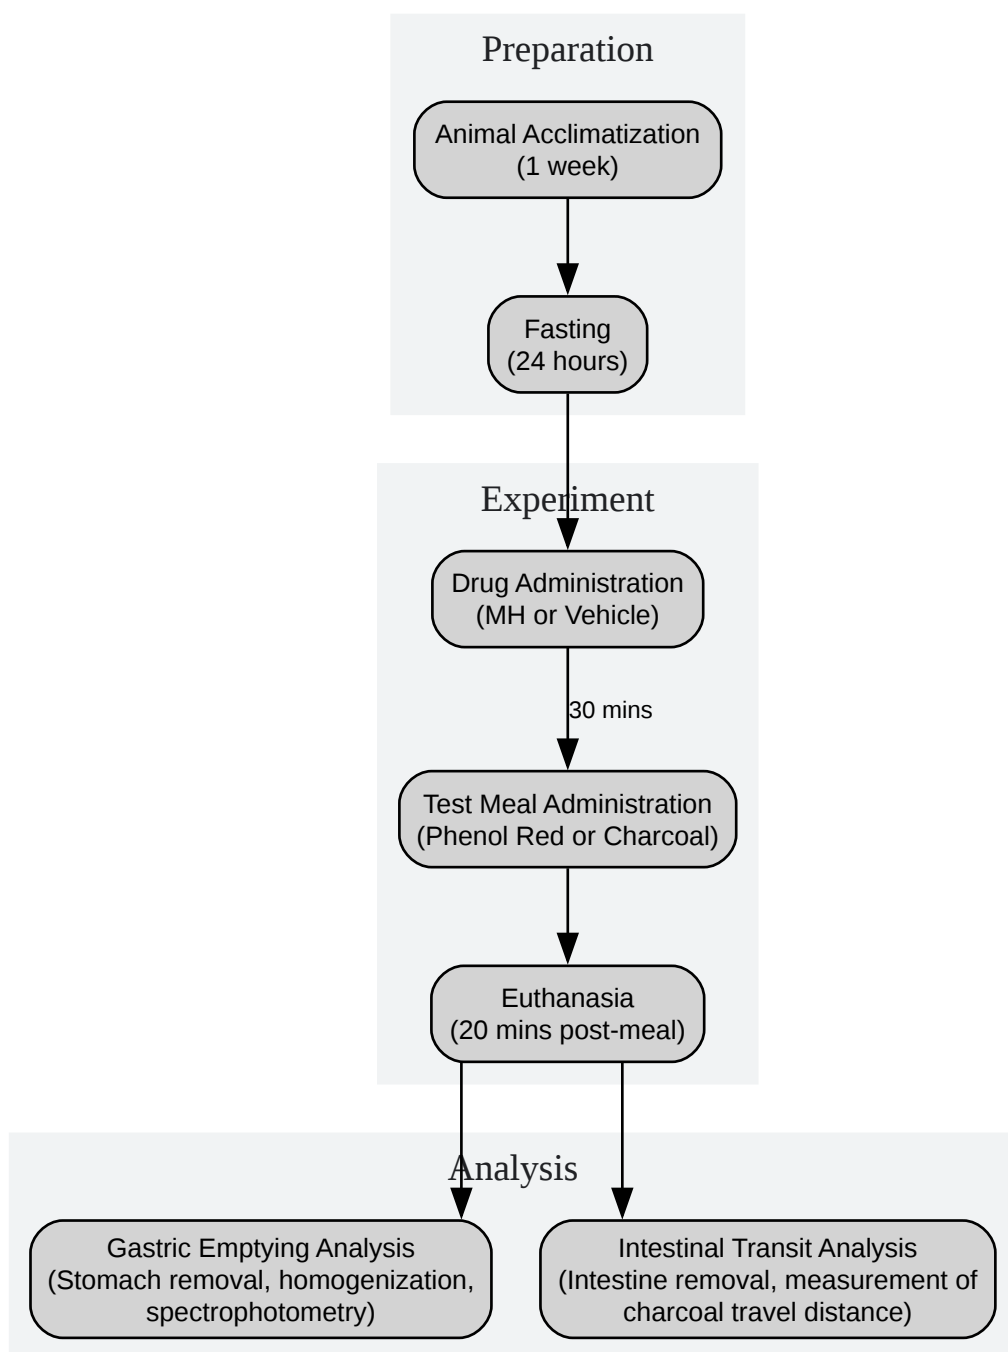 Preparation
Animal Acclimatization
(1 week)
Fasting
(24 hours)
Experiment
Drug Administration
(MH or Vehicle)
30 mins
Test Meal Administration
(Phenol Red or Charcoal)
Euthanasia
(20 mins post-meal)
Analysis
Gastric Emptying Analysis
(Stomach removal, homogenization,
spectrophotometry)
Intestinal Transit Analysis
(Intestine removal, measurement of
charcoal travel distance)